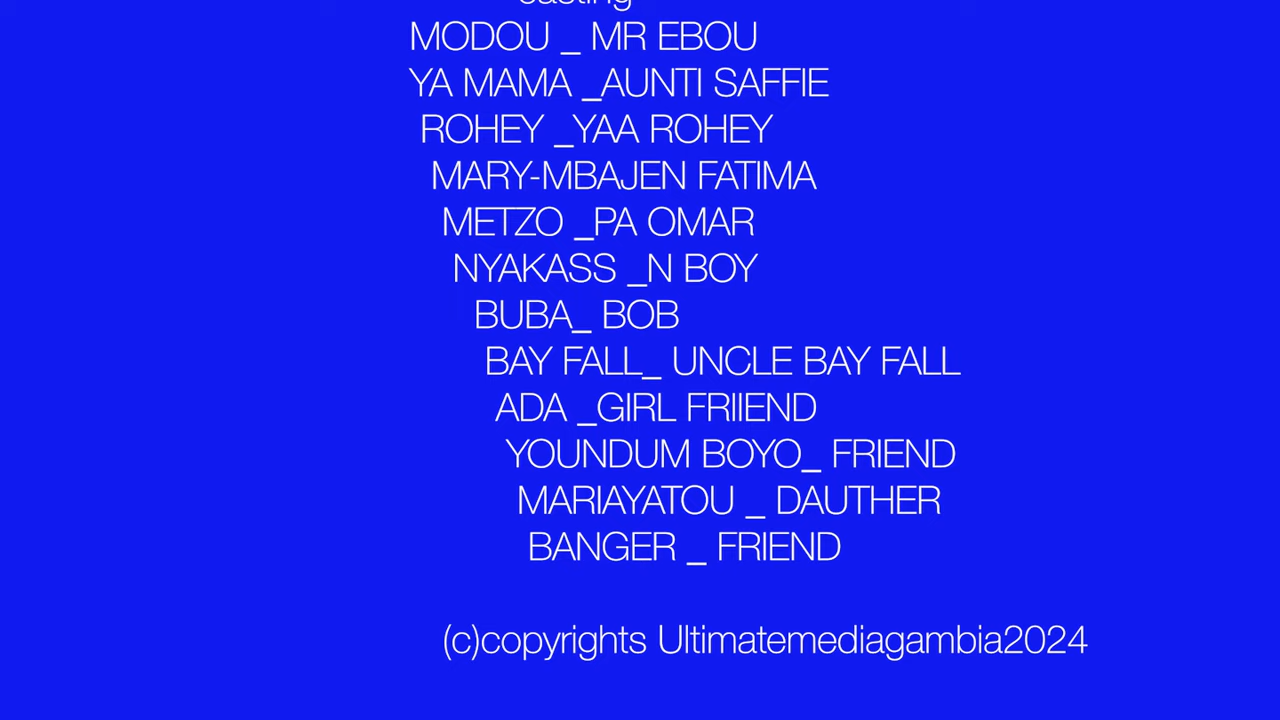 casting
MODOU _ MR EBOU
YA MAMA _AUNTI SAFFIE
ROHEY _YAA ROHEY
MARY-MBAJEN FATIMA
METZO _PA OMAR
NYAKASS _N BOY
BUBA_ BOB
BAY FALL_ UNCLE BAY FALL
ADA _GIRL FRIIEND
YOUNDUM BOYO_ FRIEND
MARIAYATOU _ DAUTHER
BANGER _ FRIEND
(c)copyrights Ultimatemediagambia2024